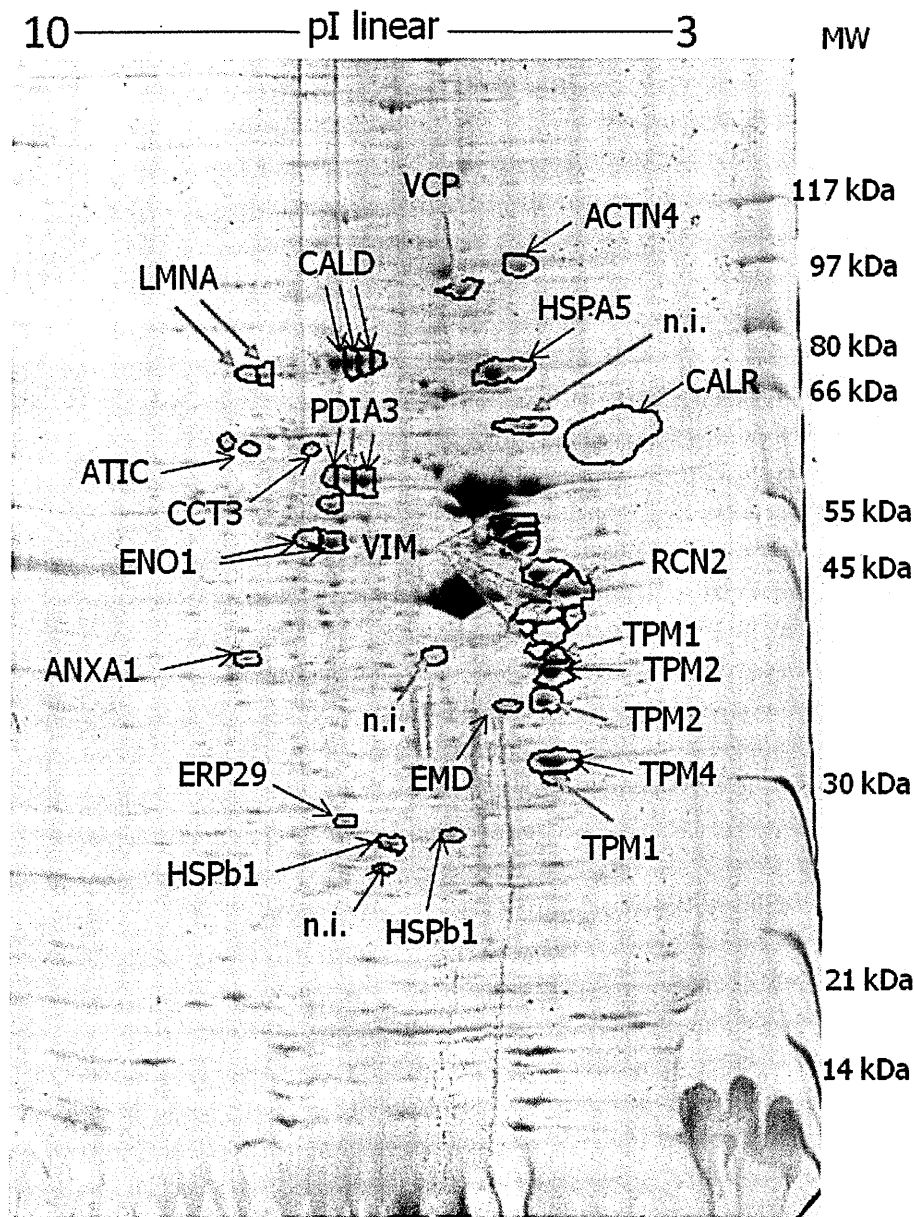 10 pI linear 3 MW
VCP
117 kDa
ACTN4
LMNA CALD 97 kDa
HSPA5
n.i.
80 kDa
CALR
66 kDa
PDIA3
ATIC
CCT3 55 kDa
ENO1 VIM RCN2 45 kDa
TPM1
ANXA1 TPM2
n.i. TPM2
ERP29 EMD TPM4 30 kDa
HSPb1 TPM1
n.i. HSPb1
21 kDa
14 kDa